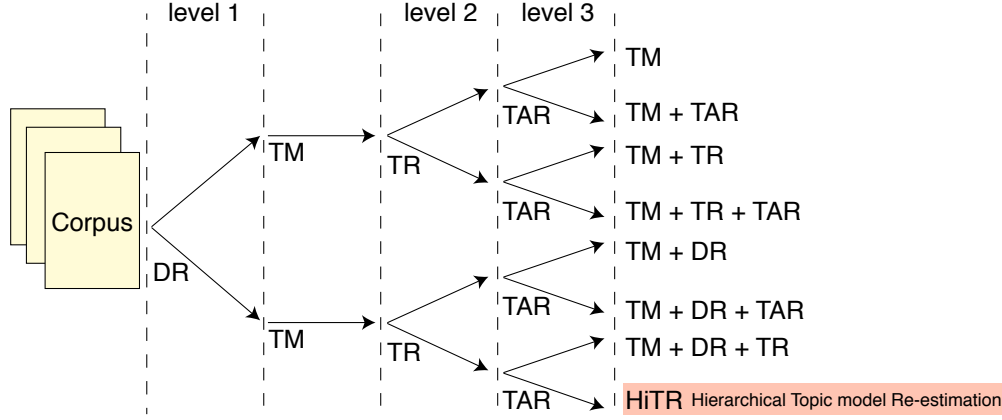 level 1
level 2
level 3
Corpus
DR
TM
TM
TR
TR
TAR
TAR
TAR
TAR
TM
TM + TAR
TM + TR
TM + TR + TAR
TM + DR
TM + DR + TAR
TM + DR + TR
HiTR Hierarchical Topic model Re-estimation